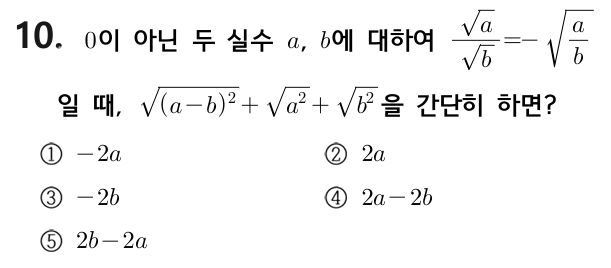 10. 0이 아닌 두 실수 a, b에 대하여 \frac{\sqrt{a}}{\sqrt{b}}=-\sqrt{\frac{a}{b}}
일 때, \sqrt{(a-b)^2}+\sqrt{a^2}+\sqrt{b^2}을 간단히 하면?
① -2a ② 2a
③ -2b ④ 2a-2b
⑤ 2b-2a